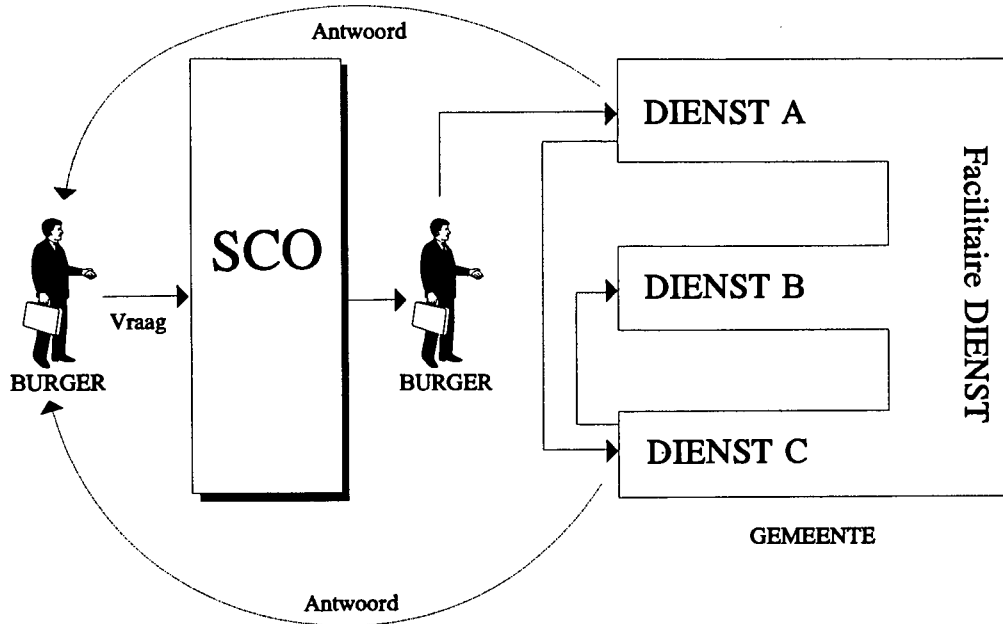 Antwoord
DIENST A
Facilitaire DIENST
SCO
DIENST B
Vraag
BURGER
BURGER
DIENST C
GEMEENTE
Antwoord